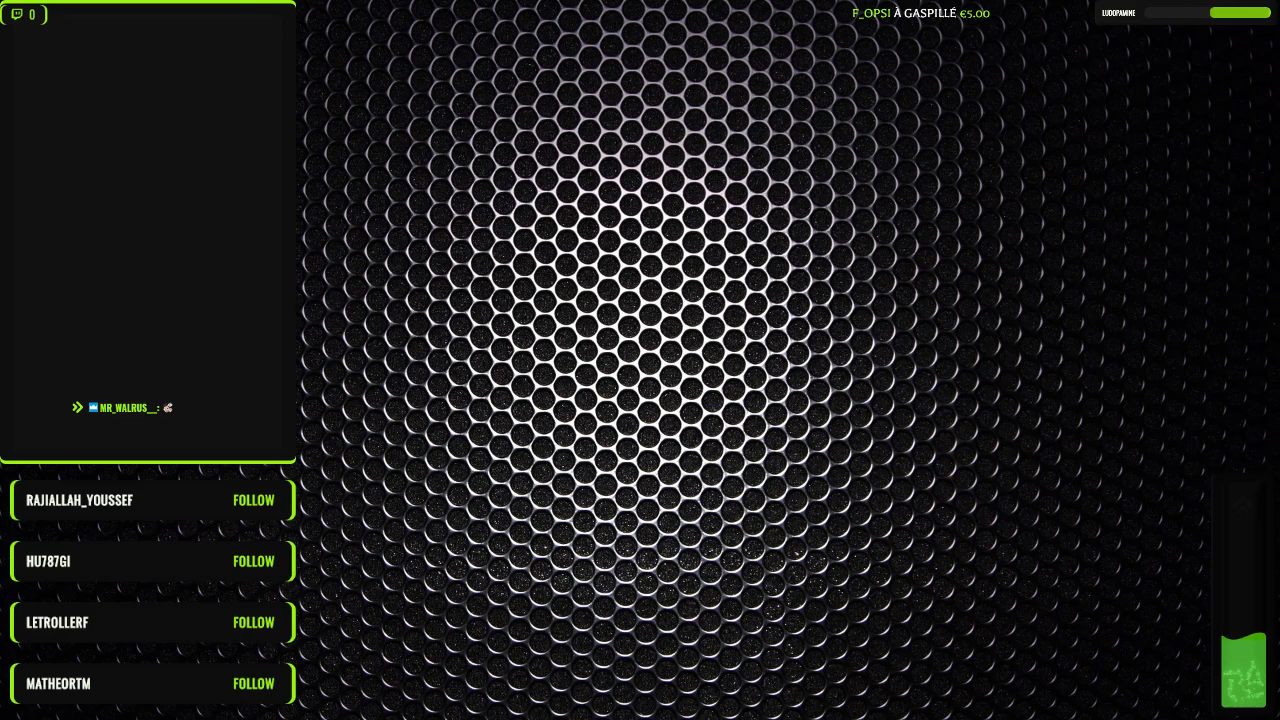 0
F_OPSI À GASPILLÉ €5.00
LUDOPAMINE
MR_WALRUS__:
RAJIALLAH_YOUSSEF FOLLOW
HU787GI FOLLOW
LETROLLERF FOLLOW
MATHEORTM FOLLOW